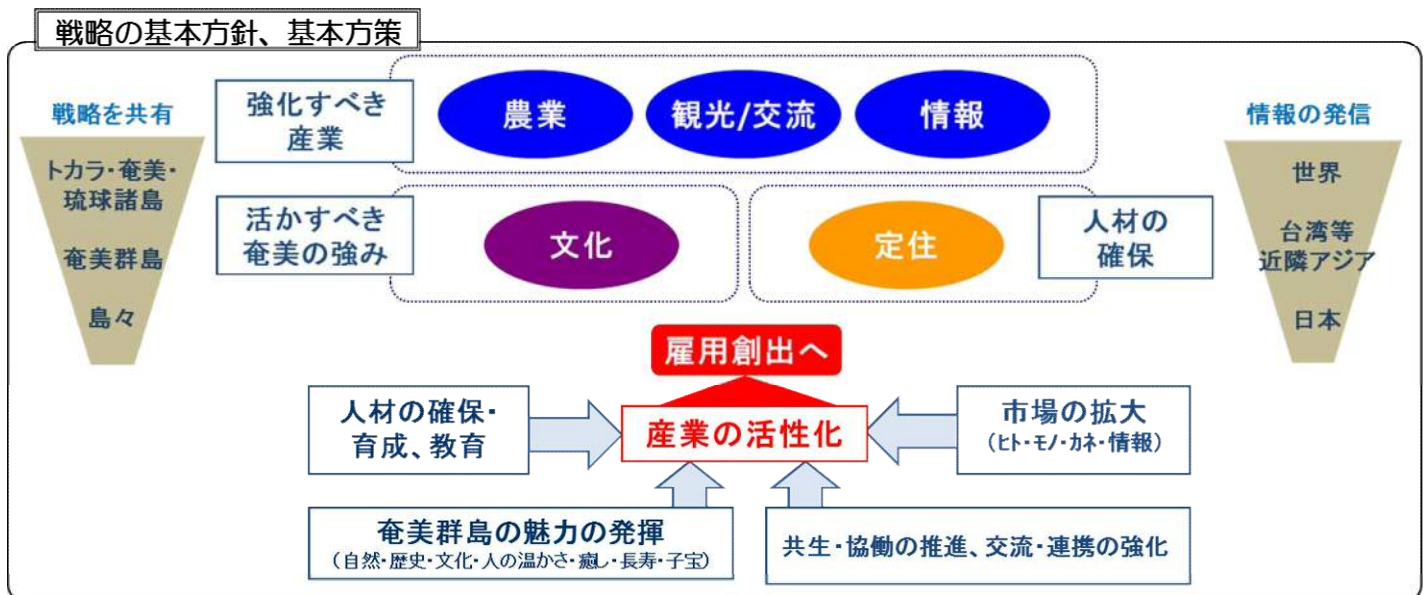 戦略の基本方針、基本方策
戦略を共有
トカラ・奄美・
琉球諸島
奄美群島
島々
強化すべき
産業
農業
観光/交流
情報
活かすべき
奄美の強み
文化
定住
人材の
確保
情報の発信
世界
台湾等
近隣アジア
日本
雇用創出へ
産業の活性化
人材の確保・
育成、教育
市場の拡大
(ヒト・モノ・カネ・情報)
奄美群島の魅力の発揮
(自然・歴史・文化・人の温かさ・癒し・長寿・子宝)
共生・協働の推進、交流・連携の強化